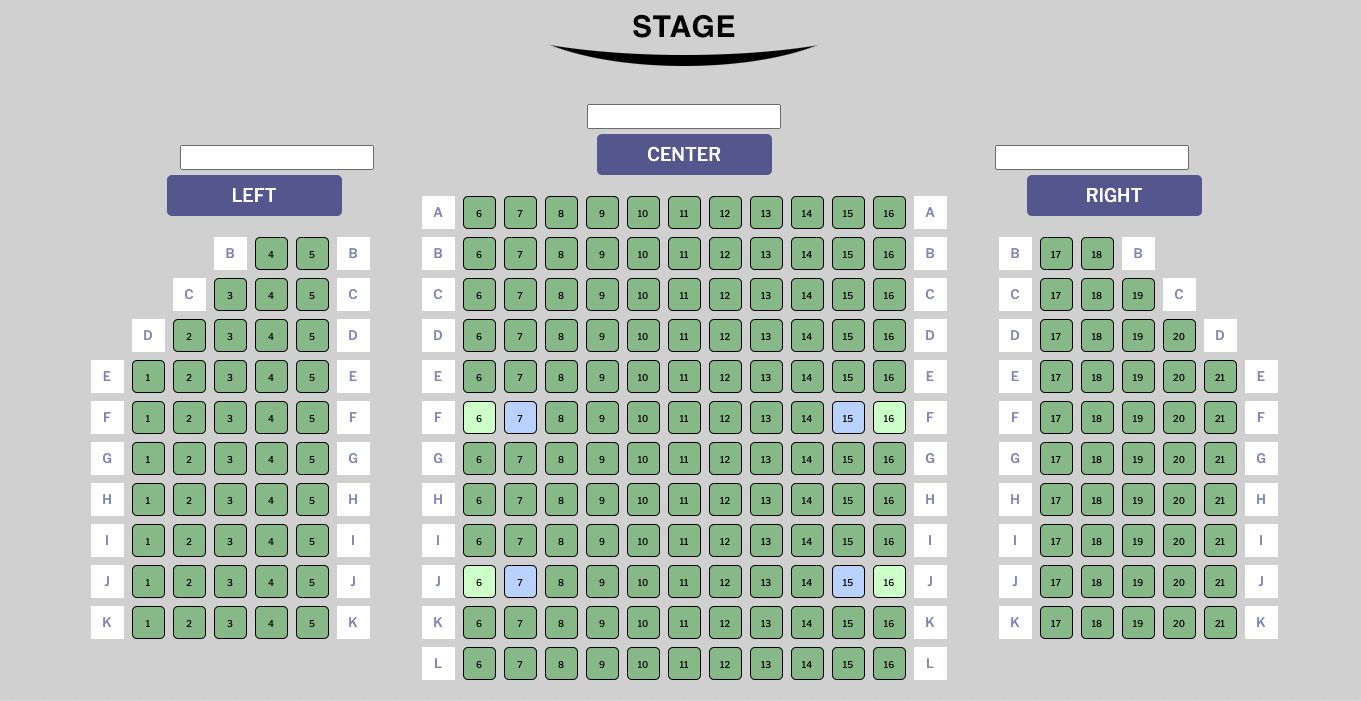 STAGE
CENTER
LEFT RIGHT
A 6 7 8 9 10 11 12 13 14 15 16 A
B 4 5 B B 6 7 8 9 10 11 12 13 14 15 16 B B 17 18 B
C 3 4 5 C C 6 7 8 9 10 11 12 13 14 15 16 C C 17 18 19 C
D 2 3 4 5 D D 6 7 8 9 10 11 12 13 14 15 16 D D 17 18 19 20 D
E 1 2 3 4 5 E E 6 7 8 9 10 11 12 13 14 15 16 E E 17 18 19 20 21 E
F 1 2 3 4 5 F F 6 7 8 9 10 11 12 13 14 15 16 F F 17 18 19 20 21 F
G 1 2 3 4 5 G G 6 7 8 9 10 11 12 13 14 15 16 G G 17 18 19 20 21 G
H 1 2 3 4 5 H H 6 7 8 9 10 11 12 13 14 15 16 H H 17 18 19 20 21 H
I 1 2 3 4 5 I I 6 7 8 9 10 11 12 13 14 15 16 I I 17 18 19 20 21 I
J 1 2 3 4 5 J J 6 7 8 9 10 11 12 13 14 15 16 J J 17 18 19 20 21 J
K 1 2 3 4 5 K K 6 7 8 9 10 11 12 13 14 15 16 K K 17 18 19 20 21 K
L 6 7 8 9 10 11 12 13 14 15 16 L